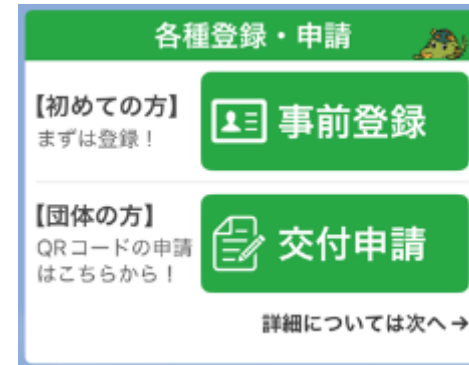 各種登録・申請
【初めての方】
まずは登録!
事前登録
【団体の方】
QRコードの申請
はこちらから!
交付申請
詳細については次へ→